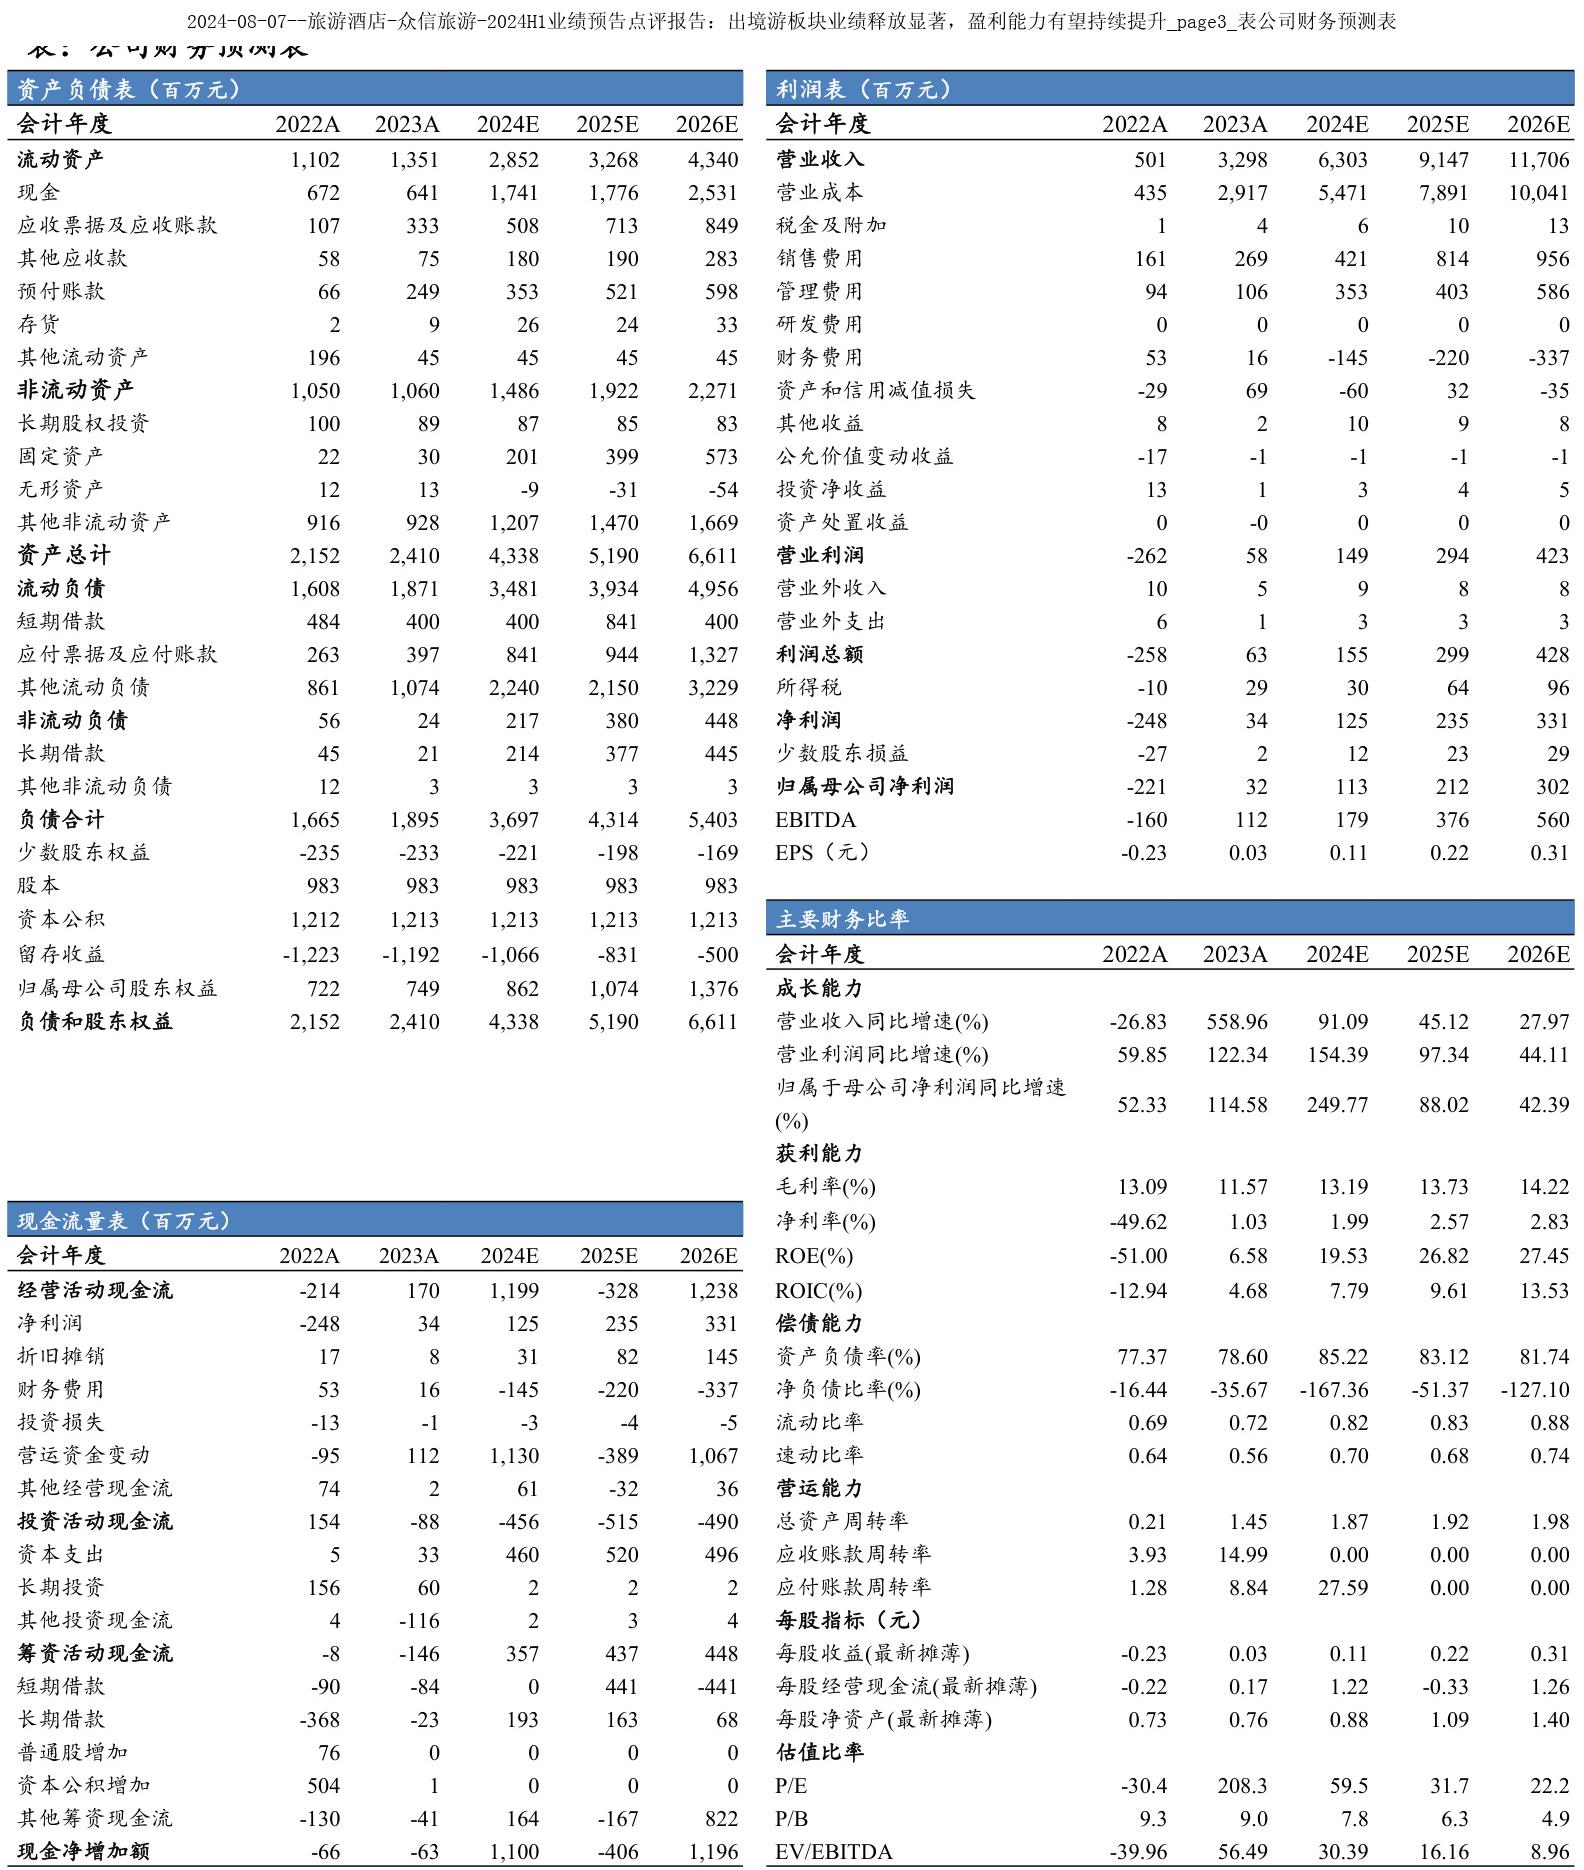 2024-08-07--旅游酒店-众信旅游-2024H1业绩预告点评报告：出境游板块业绩释放显著，盈利能力有望持续提升_page3_表公司财务预测表
表：公司财务预测表
资产负债表（百万元）
会计年度 2022A 2023A 2024E 2025E 2026E
流动资产 1,102 1,351 2,852 3,268 4,340
现金 672 641 1,741 1,776 2,531
应收票据及应收账款 107 333 508 713 849
其他应收款 58 75 180 190 283
预付账款 66 249 353 521 598
存货 2 9 26 24 33
其他流动资产 196 45 45 45 45
非流动资产 1,050 1,060 1,486 1,922 2,271
长期股权投资 100 89 87 85 83
固定资产 22 30 201 399 573
无形资产 12 13 -9 -31 -54
其他非流动资产 916 928 1,207 1,470 1,669
资产总计 2,152 2,410 4,338 5,190 6,611
流动负债 1,608 1,871 3,481 3,934 4,956
短期借款 484 400 400 841 400
应付票据及应付账款 263 397 841 944 1,327
其他流动负债 861 1,074 2,240 2,150 3,229
非流动负债 56 24 217 380 448
长期借款 45 21 214 377 445
其他非流动负债 12 3 3 3 3
负债合计 1,665 1,895 3,697 4,314 5,403
少数股东权益 -235 -233 -221 -198 -169
股本 983 983 983 983 983
资本公积 1,212 1,213 1,213 1,213 1,213
留存收益 -1,223 -1,192 -1,066 -831 -500
归属母公司股东权益 722 749 862 1,074 1,376
负债和股东权益 2,152 2,410 4,338 5,190 6,611
现金流量表（百万元）
会计年度 2022A 2023A 2024E 2025E 2026E
经营活动现金流 -214 170 1,199 -328 1,238
净利润 -248 34 125 235 331
折旧摊销 17 8 31 82 145
财务费用 53 16 -145 -220 -337
投资损失 -13 -1 -3 -4 -5
营运资金变动 -95 112 1,130 -389 1,067
其他经营现金流 74 2 61 -32 36
投资活动现金流 154 -88 -456 -515 -490
资本支出 5 33 460 520 496
长期投资 156 60 2 2 2
其他投资现金流 4 -116 2 3 4
筹资活动现金流 -8 -146 357 437 448
短期借款 -90 -84 0 441 -441
长期借款 -368 -23 193 163 68
普通股增加 76 0 0 0 0
资本公积增加 504 1 0 0 0
其他筹资现金流 -130 -41 164 -167 822
现金净增加额 -66 -63 1,100 -406 1,196
利润表（百万元）
会计年度 2022A 2023A 2024E 2025E 2026E
营业收入 501 3,298 6,303 9,147 11,706
营业成本 435 2,917 5,471 7,891 10,041
税金及附加 1 4 6 10 13
销售费用 161 269 421 814 956
管理费用 94 106 353 403 586
研发费用 0 0 0 0 0
财务费用 53 16 -145 -220 -337
资产和信用减值损失 -29 69 -60 32 -35
其他收益 8 2 10 9 8
公允价值变动收益 -17 -1 -1 -1 -1
投资净收益 13 1 3 4 5
资产处置收益 0 -0 0 0 0
营业利润 -262 58 149 294 423
营业外收入 10 5 9 8 8
营业外支出 6 1 3 3 3
利润总额 -258 63 155 299 428
所得税 -10 29 30 64 96
净利润 -248 34 125 235 331
少数股东损益 -27 2 12 23 29
归属母公司净利润 -221 32 113 212 302
EBITDA -160 112 179 376 560
EPS（元） -0.23 0.03 0.11 0.22 0.31
主要财务比率
会计年度 2022A 2023A 2024E 2025E 2026E
成长能力
营业收入同比增速(%) -26.83 558.96 91.09 45.12 27.97
营业利润同比增速(%) 59.85 122.34 154.39 97.34 44.11
归属于母公司净利润同比增速
(%) 52.33 114.58 249.77 88.02 42.39
获利能力
毛利率(%) 13.09 11.57 13.19 13.73 14.22
净利率(%) -49.62 1.03 1.99 2.57 2.83
ROE(%) -51.00 6.58 19.53 26.82 27.45
ROIC(%) -12.94 4.68 7.79 9.61 13.53
偿债能力
资产负债率(%) 77.37 78.60 85.22 83.12 81.74
净负债比率(%) -16.44 -35.67 -167.36 -51.37 -127.10
流动比率 0.69 0.72 0.82 0.83 0.88
速动比率 0.64 0.56 0.70 0.68 0.74
营运能力
总资产周转率 0.21 1.45 1.87 1.92 1.98
应收账款周转率 3.93 14.99 0.00 0.00 0.00
应付账款周转率 1.28 8.84 27.59 0.00 0.00
每股指标（元）
每股收益(最新摊薄) -0.23 0.03 0.11 0.22 0.31
每股经营现金流(最新摊薄) -0.22 0.17 1.22 -0.33 1.26
每股净资产(最新摊薄) 0.73 0.76 0.88 1.09 1.40
估值比率
P/E -30.4 208.3 59.5 31.7 22.2
P/B 9.3 9.0 7.8 6.3 4.9
EV/EBITDA -39.96 56.49 30.39 16.16 8.96